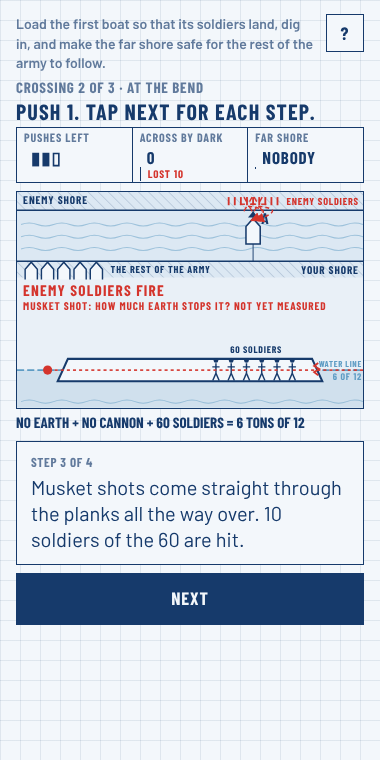 Load the first boat so that its soldiers land, dig
in, and make the far shore safe for the rest of the
army to follow.
?
CROSSING 2 OF 3 · AT THE BEND
PUSH 1. TAP NEXT FOR EACH STEP.
PUSHES LEFT
ACROSS BY DARK
0
LOST 10
FAR SHORE
NOBODY
ENEMY SHORE
ENEMY SOLDIERS
THE REST OF THE ARMY
YOUR SHORE
ENEMY SOLDIERS FIRE
MUSKET SHOT: HOW MUCH EARTH STOPS IT? NOT YET MEASURED
60 SOLDIERS
WATER LINE
6 OF 12
NO EARTH + NO CANNON + 60 SOLDIERS = 6 TONS OF 12
STEP 3 OF 4
Musket shots come straight through
the planks all the way over. 10
soldiers of the 60 are hit.
NEXT